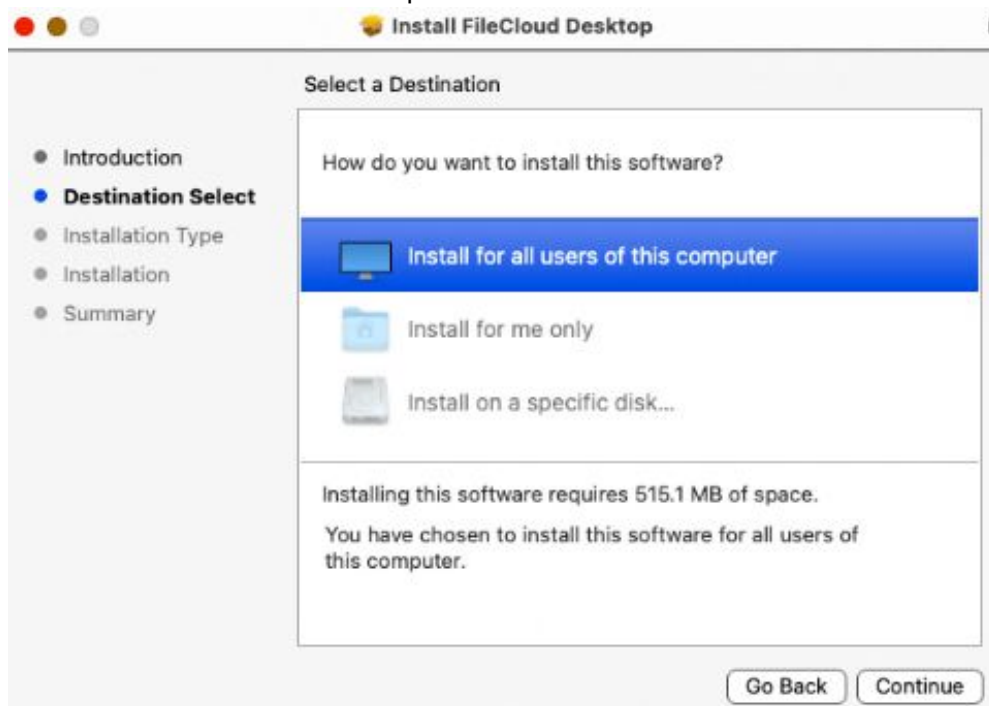 Install FileCloud Desktop
Select a Destination
Introduction
Destination Select
Installation Type
Installation
Summary
How do you want to install this software?
Install for all users of this computer
Install for me only
Install on a specific disk...
Installing this software requires 515.1 MB of space.
You have chosen to install this software for all users of
this computer.
Go Back
Continue